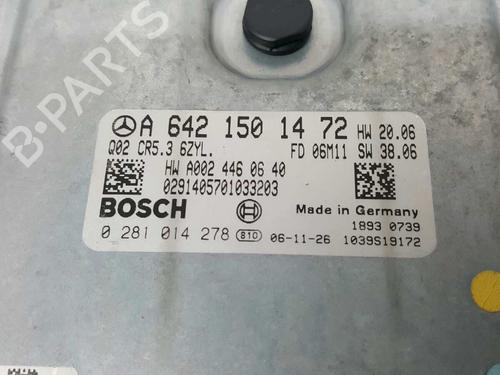 B-PARTS
A 642 150 14 72 HW 20.06
Q02 CR5.3 6ZYL. FD 06M11 SW 38.06
HW A002 446 06 40
0291405701033203
BOSCH Made in Germany
1893 0739
0 281 014 278 810 06-11-26 1039S19172